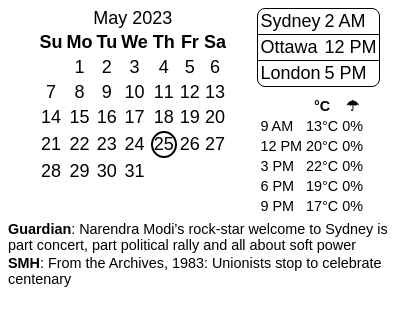 May 2023
Su Mo Tu We Th Fr Sa
1 2 3 4 5 6
7 8 9 10 11 12 13
14 15 16 17 18 19 20
21 22 23 24 25 26 27
28 29 30 31
Sydney 2 AM
Ottawa 12 PM
London 5 PM
°C ☂
9 AM 13°C 0%
12 PM 20°C 0%
3 PM 22°C 0%
6 PM 19°C 0%
9 PM 17°C 0%
Guardian: Narendra Modi’s rock-star welcome to Sydney is
part concert, part political rally and all about soft power
SMH: From the Archives, 1983: Unionists stop to celebrate
centenary